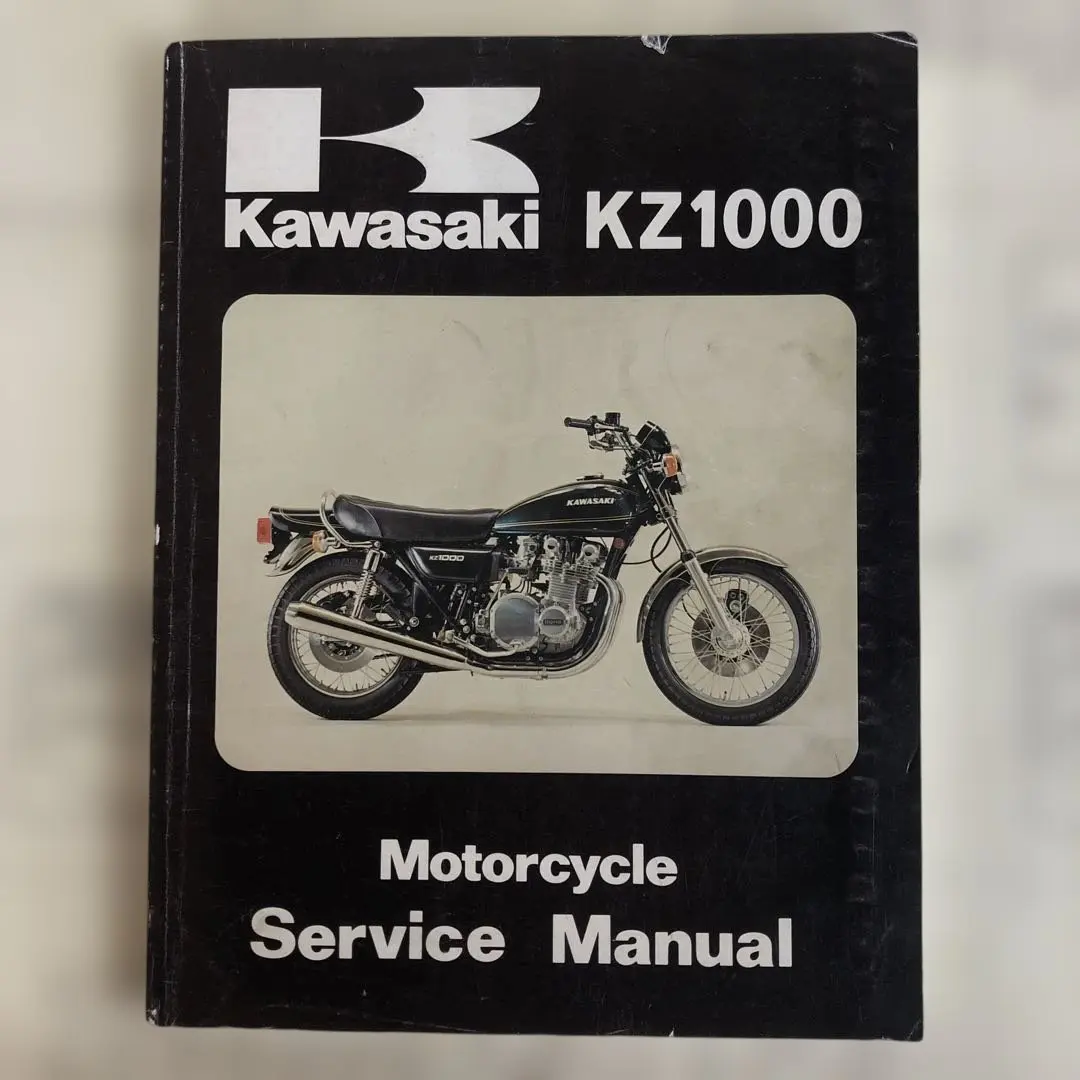 Kawasaki KZ1000
KAWASAKI
KZ1000
Motorcycle
Service Manual